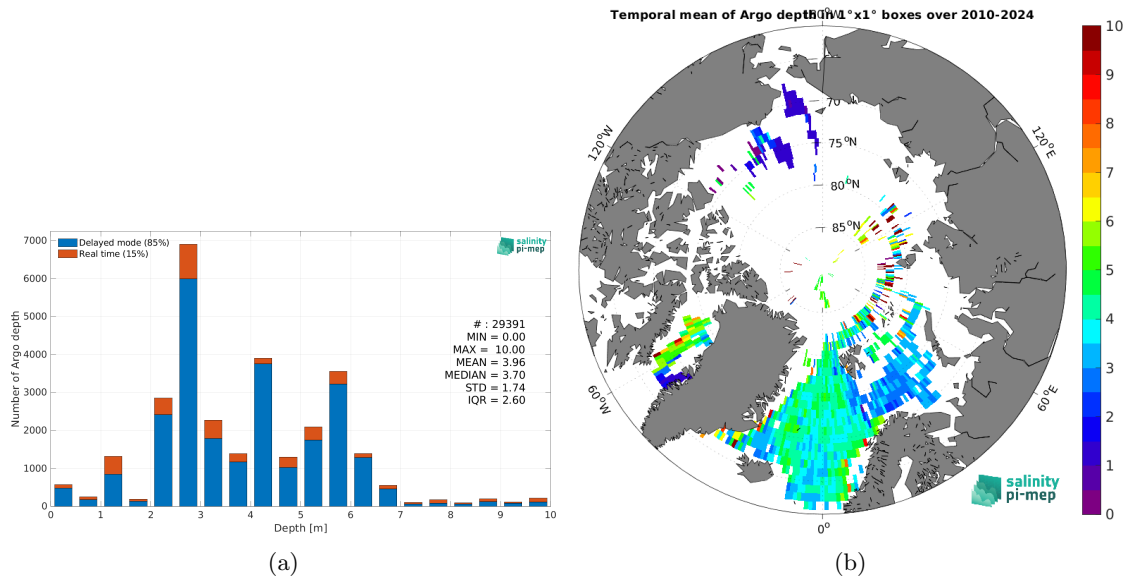 Temporal mean of Argo depth in 1°x1° boxes over 2010-2024
180°W
10
9
8
7
6
5
4
3
2
1
0
120°W
120°E
60°W
60°E
0°
70°N
75°N
80°N
85°N
salinity
pi-mep
Number of Argo depth
7000
6000
5000
4000
3000
2000
1000
0
Delayed mode (85%)
Real time (15%)
salinity
pi-mep
# : 29391
MIN = 0.00
MAX = 10.00
MEAN = 3.96
MEDIAN = 3.70
STD = 1.74
IQR = 2.60
0 1 2 3 4 5 6 7 8 9 10
Depth [m]
(a)
(b)